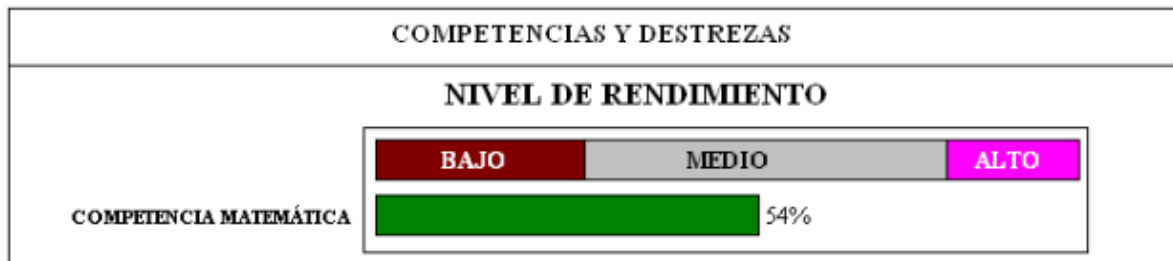 COMPETENCIAS Y DESTREZAS
NIVEL DE RENDIMIENTO
BAJO MEDIO ALTO
COMPETENCIA MATEMÁTICA 54%